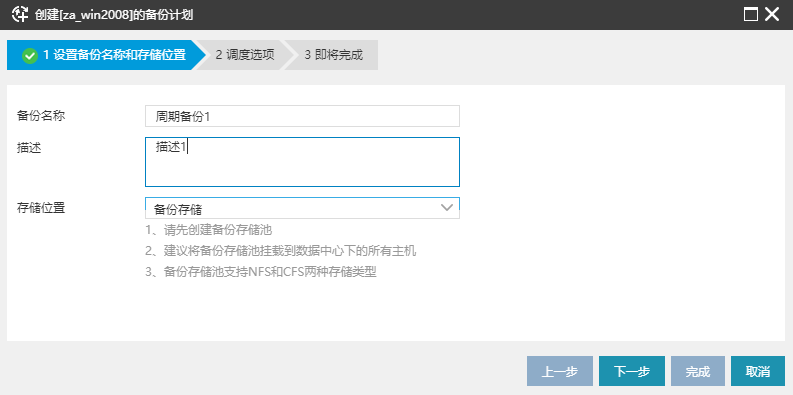 创建[za_win2008]的备份计划
1 设置备份名称和存储位置
2 调度选项
3 即将完成
备份名称
周期备份1
描述
描述1
存储位置
备份存储
1、请先创建备份存储池
2、建议将备份存储池挂载到数据中心下的所有主机
3、备份存储池支持NFS和CFS两种存储类型
上一步
下一步
完成
取消